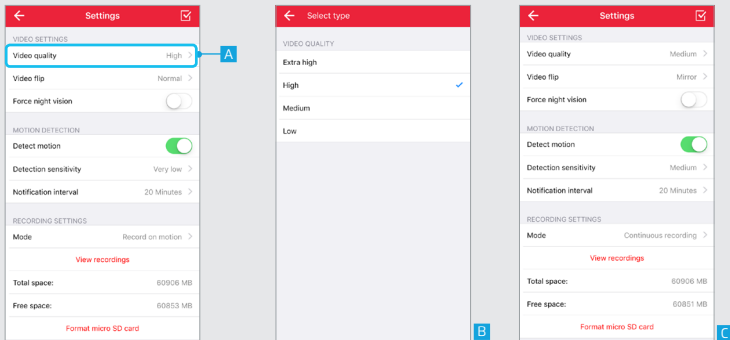 Settings
VIDEO SETTINGS
Video quality High
A
Video flip Normal
Force night vision
MOTION DETECTION
Detect motion
Detection sensitivity Very low
Notification interval 20 Minutes
RECORDING SETTINGS
Mode Record on motion
View recordings
Total space: 60906 MB
Free space: 60853 MB
Format micro SD card
Select type
VIDEO QUALITY
Extra high
High
Medium
Low
B
Settings
VIDEO SETTINGS
Video quality Medium
Video flip Mirror
Force night vision
MOTION DETECTION
Detect motion
Detection sensitivity Medium
Notification interval 20 Minutes
RECORDING SETTINGS
Mode Continuous recording
View recordings
Total space: 60906 MB
Free space: 60851 MB
Format micro SD card
C